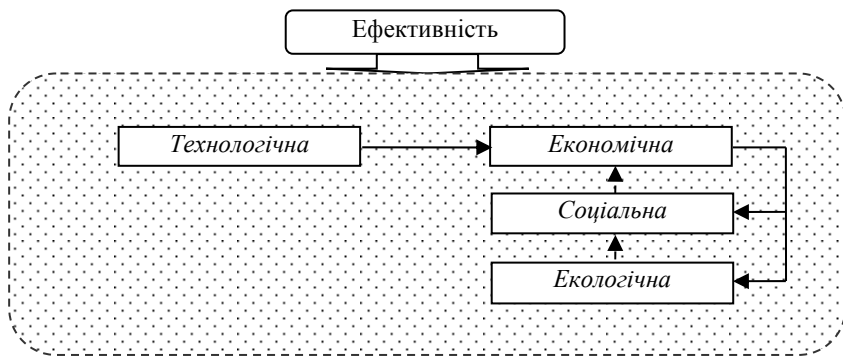 Ефективність
Технологічна
Економічна
Соціальна
Екологічна